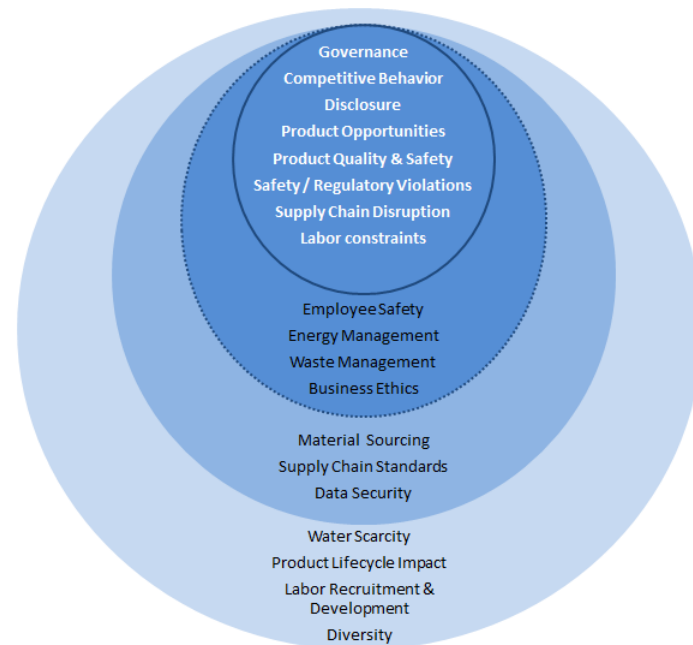 Governance
Competitive Behavior
Disclosure
Product Opportunities
Product Quality & Safety
Safety / Regulatory Violations
Supply Chain Disruption
Labor constraints
Employee Safety
Energy Management
Waste Management
Business Ethics
Material Sourcing
Supply Chain Standards
Data Security
Water Scarcity
Product Lifecycle Impact
Labor Recruitment &
Development
Diversity